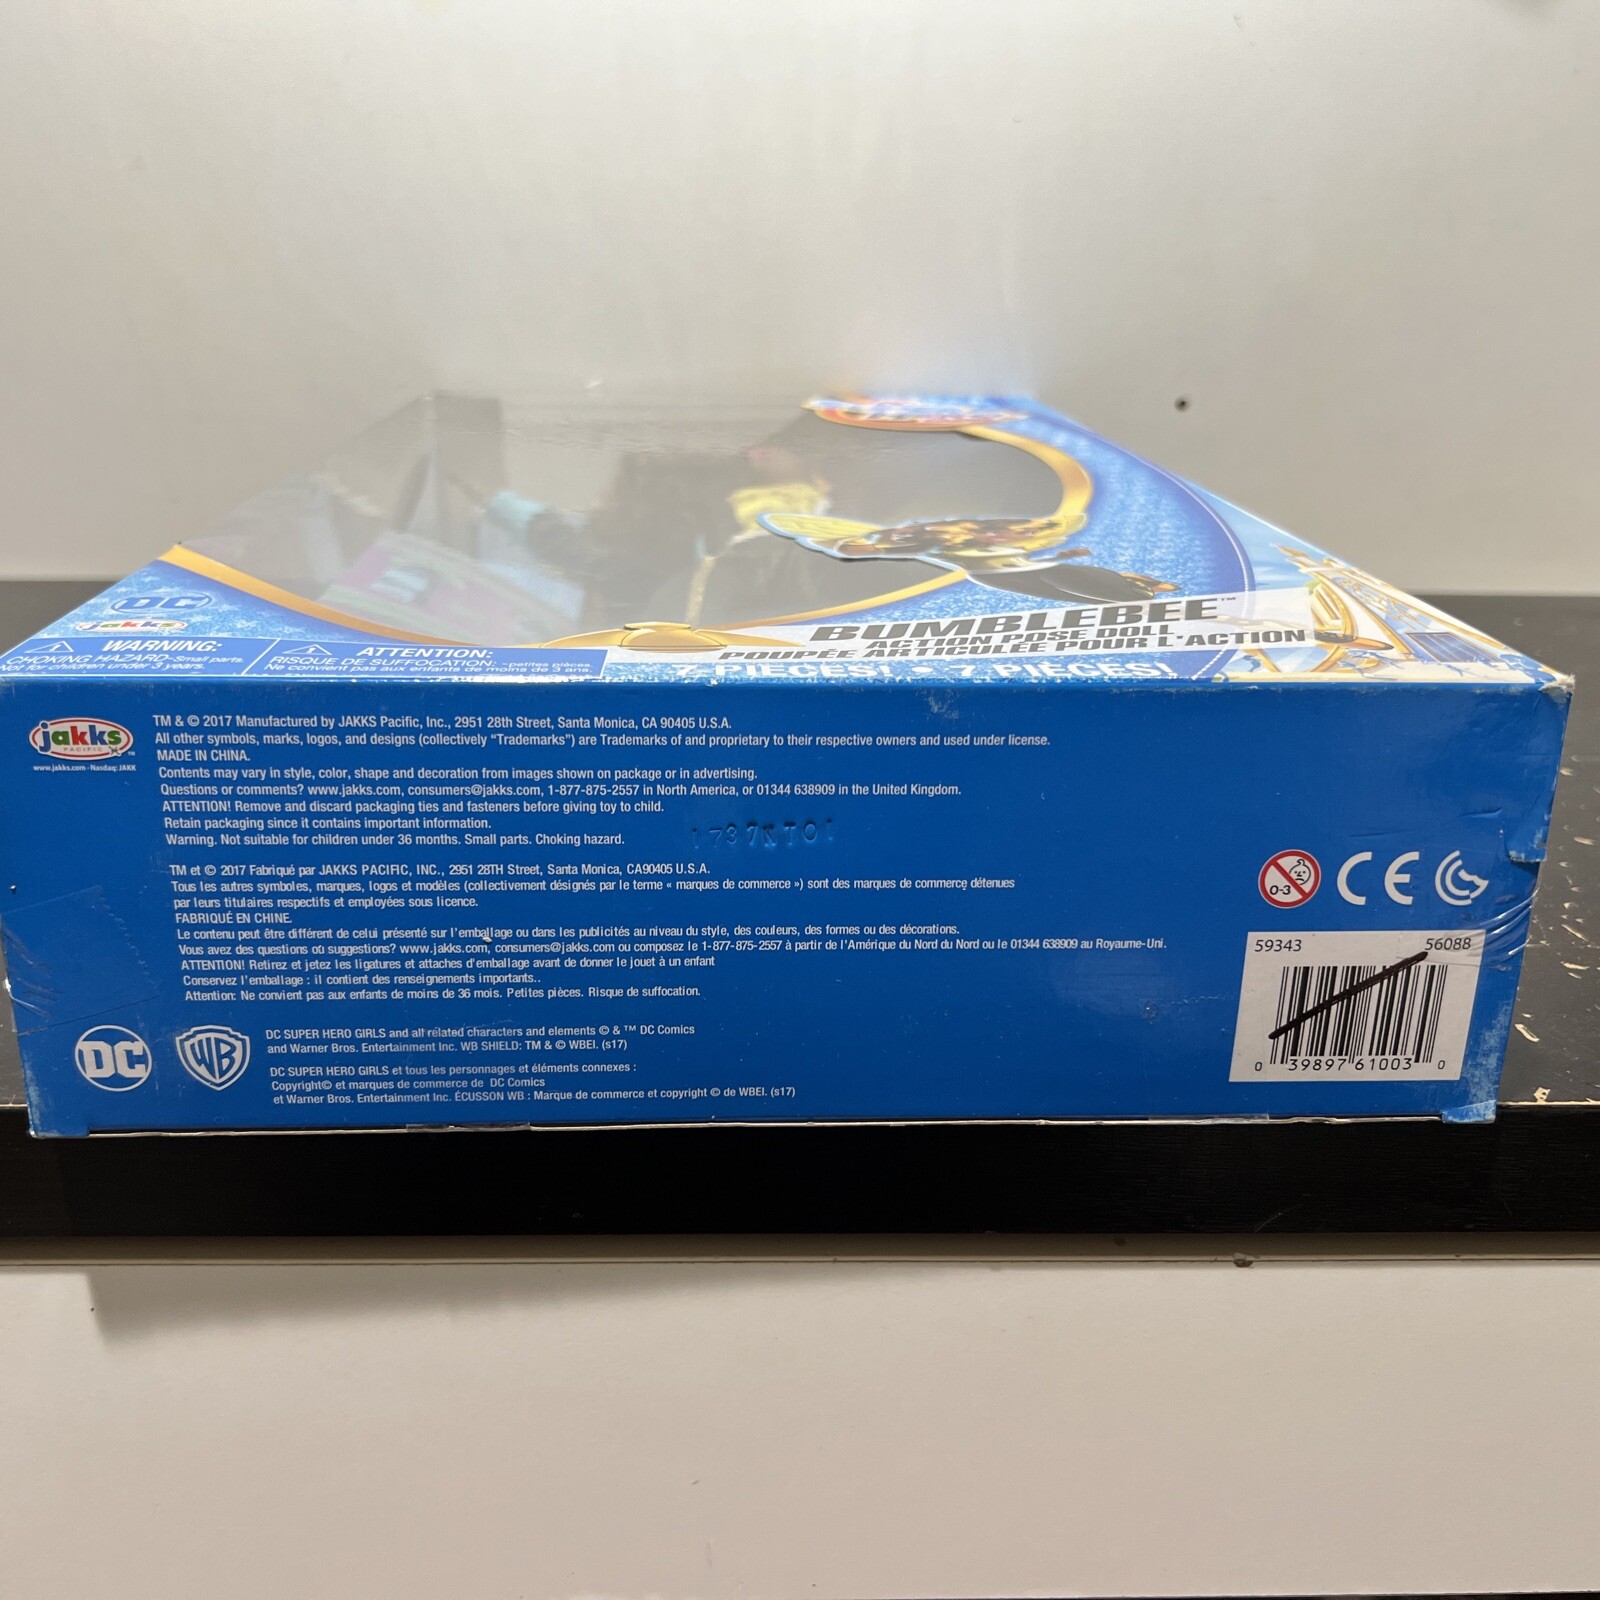 DC
jakks
WARNING:
CHOKING HAZARD-Small parts.
Not for children under 3 years.
ATTENTION:
RISQUE DE SUFFOCATION: -petites pièces.
Ne convient pas aux enfants de moins de 3 ans.
BUMBLEBEE™
ACTION POSE DOLL
POUPÉE ARTICULÉE POUR L'ACTION
7 PIECES! • 7 PIÈCES!
jakks
PACIFIC™
www.jakks.com - Nasdaq: JAKK
TM & © 2017 Manufactured by JAKKS Pacific, Inc., 2951 28th Street, Santa Monica, CA 90405 U.S.A.
All other symbols, marks, logos, and designs (collectively “Trademarks”) are Trademarks of and proprietary to their respective owners and used under license.
MADE IN CHINA.
Contents may vary in style, color, shape and decoration from images shown on package or in advertising.
Questions or comments? www.jakks.com, consumers@jakks.com, 1-877-875-2557 in North America, or 01344 638909 in the United Kingdom.
ATTENTION! Remove and discard packaging ties and fasteners before giving toy to child.
Retain packaging since it contains important information.
Warning. Not suitable for children under 36 months. Small parts. Choking hazard.
TM et © 2017 Fabriqué par JAKKS PACIFIC, INC., 2951 28TH Street, Santa Monica, CA90405 U.S.A.
Tous les autres symboles, marques, logos et modèles (collectivement désignés par le terme « marques de commerce ») sont des marques de commerce détenues
par leurs titulaires respectifs et employées sous licence.
FABRIQUÉ EN CHINE.
Le contenu peut être différent de celui présenté sur l'emballage ou dans les publicités au niveau du style, des couleurs, des formes ou des décorations.
Vous avez des questions où suggestions? www.jakks.com, consumers@jakks.com ou composez le 1-877-875-2557 à partir de l'Amérique du Nord du Nord ou le 01344 638909 au Royaume-Uni.
ATTENTION! Retirez et jetez les ligatures et attaches d'emballage avant de donner le jouet à un enfant
Conservez l'emballage : il contient des renseignements importants..
Attention: Ne convient pas aux enfants de moins de 36 mois. Petites pièces. Risque de suffocation.
0-3
CE
59343 56088
0 39897 61003 0
DC
WB
DC SUPER HERO GIRLS and all related characters and elements © & ™ DC Comics
and Warner Bros. Entertainment Inc. WB SHIELD: TM & © WBEI. (s17)
DC SUPER HERO GIRLS et tous les personnages et éléments connexes :
Copyright© et marques de commerce de DC Comics
et Warner Bros. Entertainment Inc. ÉCUSSON WB : Marque de commerce et copyright © de WBEI. (s17)